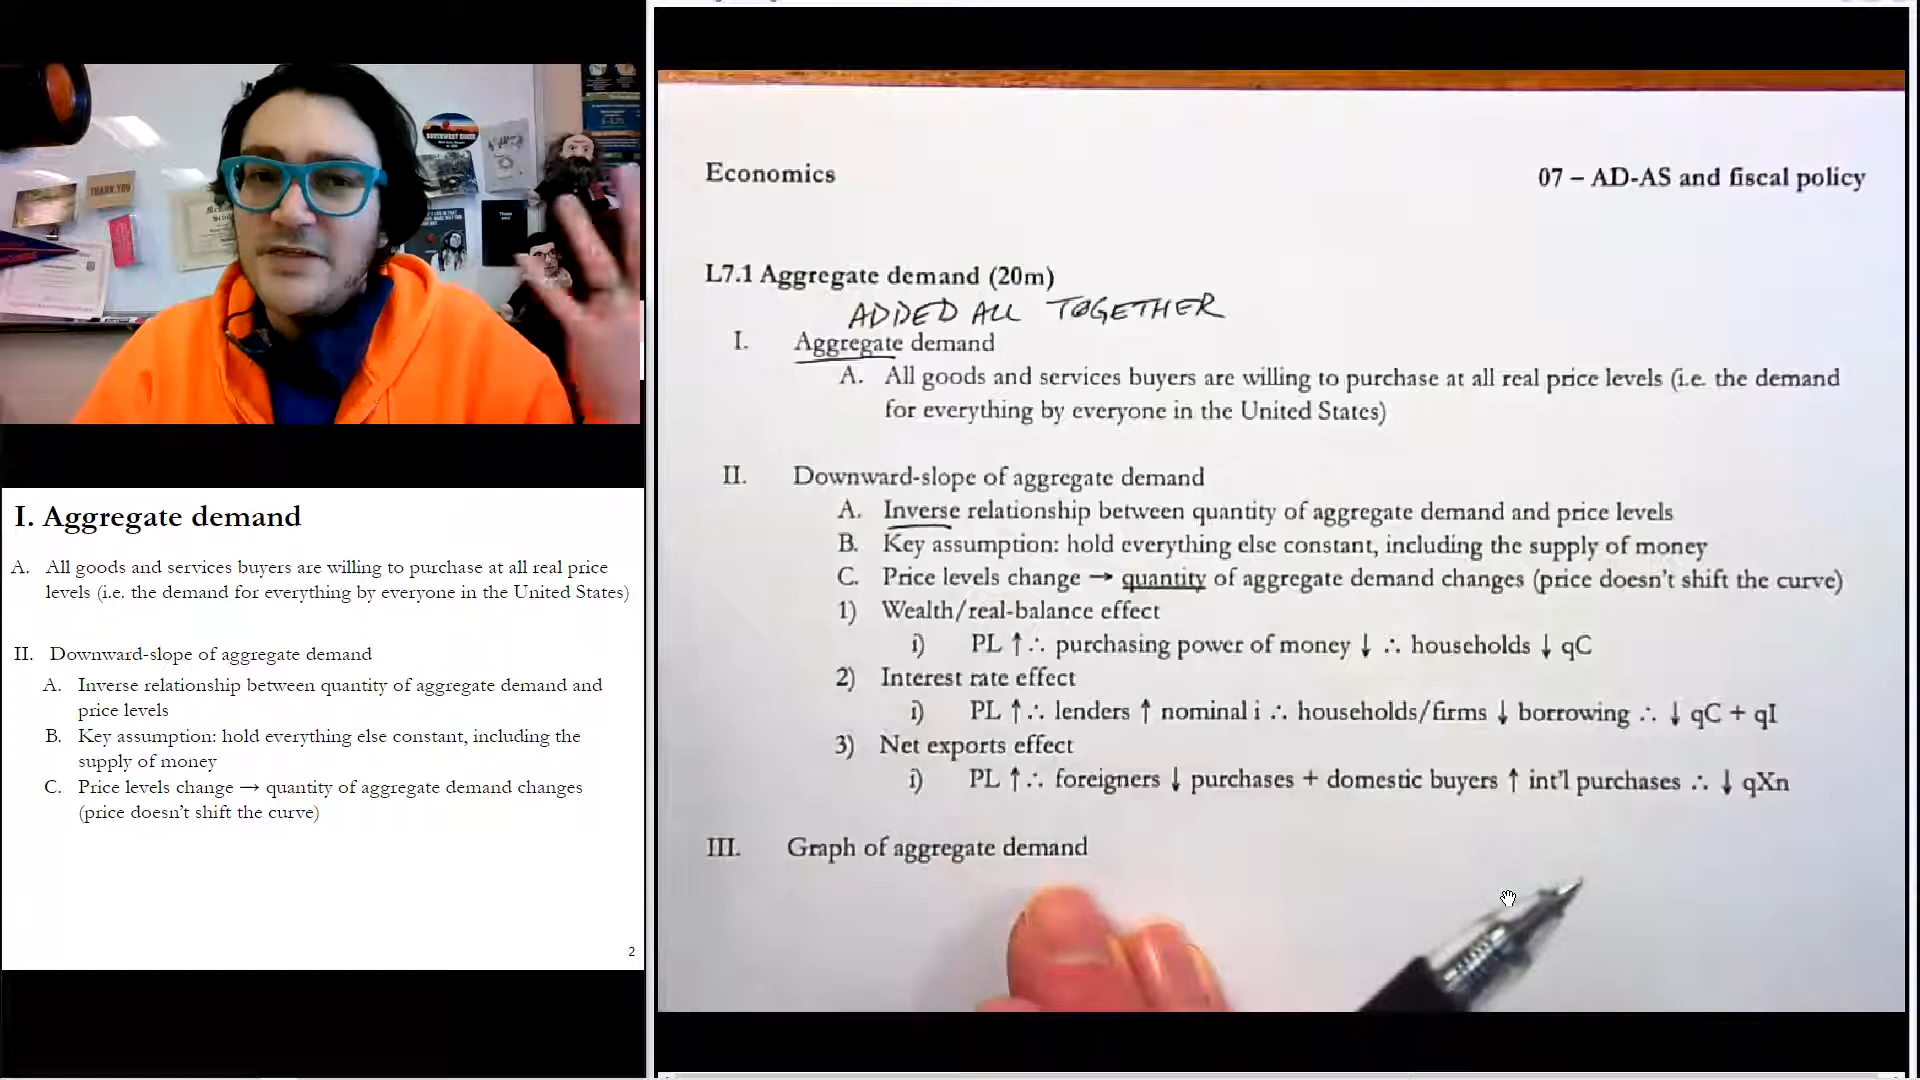 THANK YOU
SOUTHWEST DINER
Economics
07 – AD-AS and fiscal policy
L7.1 Aggregate demand (20m)
ADDED ALL TOGETHER
I. Aggregate demand
A. All goods and services buyers are willing to purchase at all real price levels (i.e. the demand
for everything by everyone in the United States)
II. Downward-slope of aggregate demand
A. Inverse relationship between quantity of aggregate demand and price levels
B. Key assumption: hold everything else constant, including the supply of money
C. Price levels change → quantity of aggregate demand changes (price doesn't shift the curve)
1) Wealth/real-balance effect
i) PL ↑ ∴ purchasing power of money ↓ ∴ households ↓ qC
2) Interest rate effect
i) PL ↑ ∴ lenders ↑ nominal i ∴ households/firms ↓ borrowing ∴ ↓ qC + qI
3) Net exports effect
i) PL ↑ ∴ foreigners ↓ purchases + domestic buyers ↑ int'l purchases ∴ ↓ qXn
III. Graph of aggregate demand
I. Aggregate demand
A. All goods and services buyers are willing to purchase at all real price
levels (i.e. the demand for everything by everyone in the United States)
II. Downward-slope of aggregate demand
A. Inverse relationship between quantity of aggregate demand and
price levels
B. Key assumption: hold everything else constant, including the
supply of money
C. Price levels change → quantity of aggregate demand changes
(price doesn't shift the curve)
2